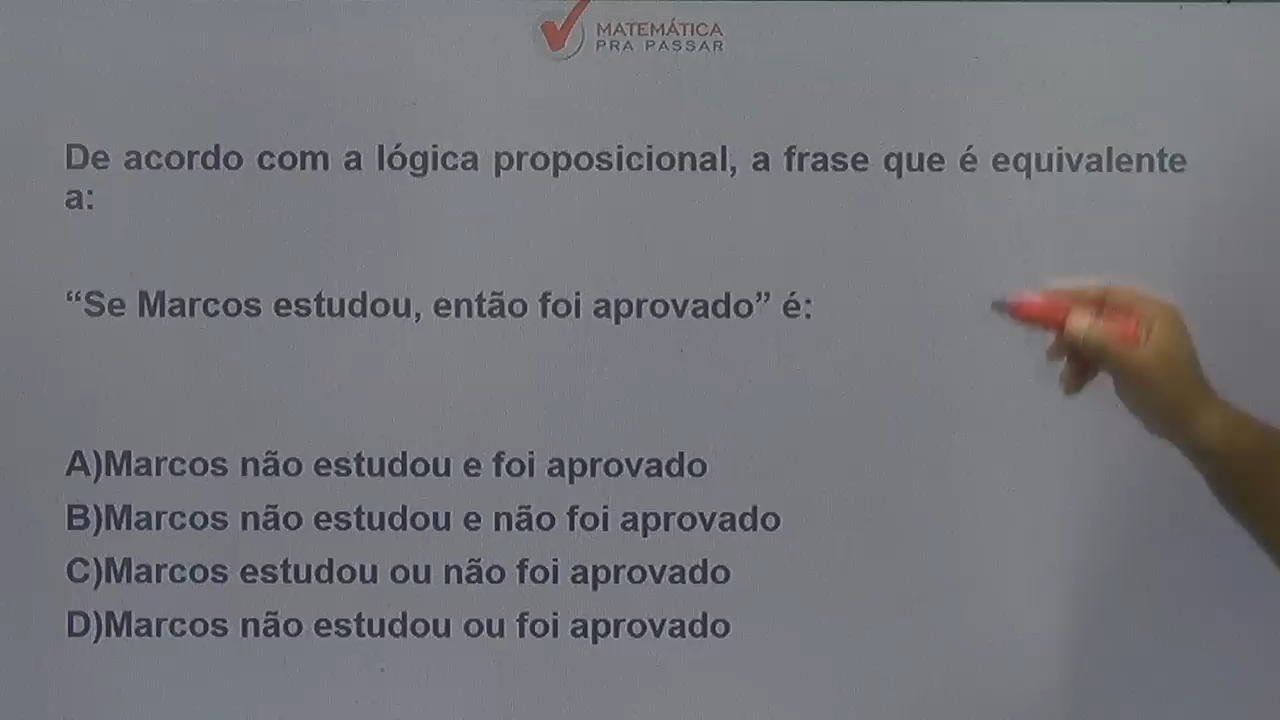 MATEMÁTICA
PRA PASSAR
De acordo com a lógica proposicional, a frase que é equivalente
a:
“Se Marcos estudou, então foi aprovado” é:
A)Marcos não estudou e foi aprovado
B)Marcos não estudou e não foi aprovado
C)Marcos estudou ou não foi aprovado
D)Marcos não estudou ou foi aprovado